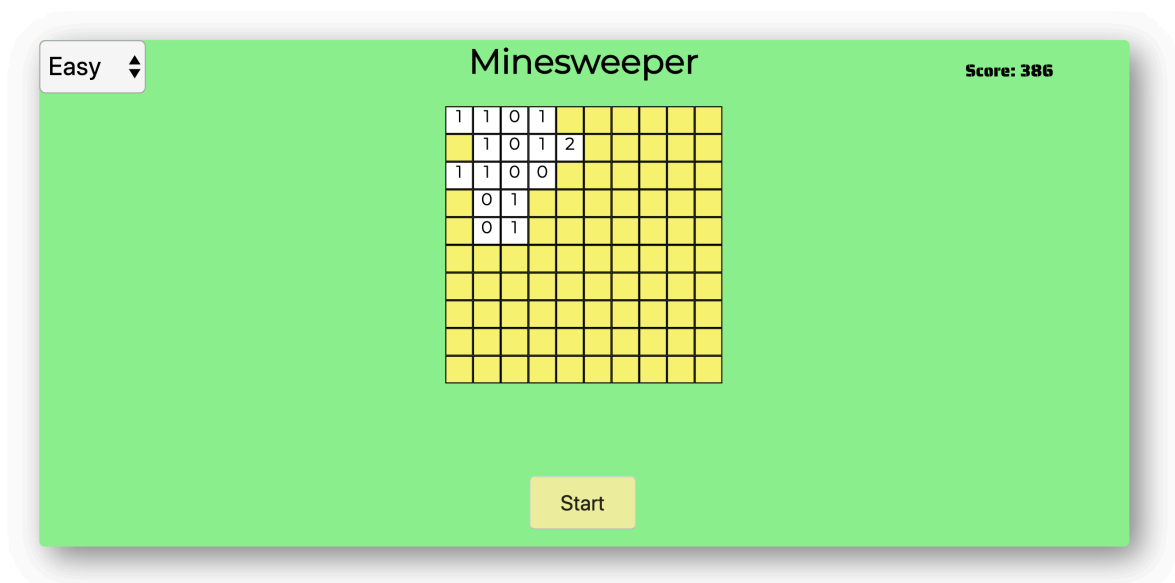 Easy
Minesweeper
Score: 386
1 1 0 1
1 0 1 2
1 1 0 0
0 1
0 1
Start